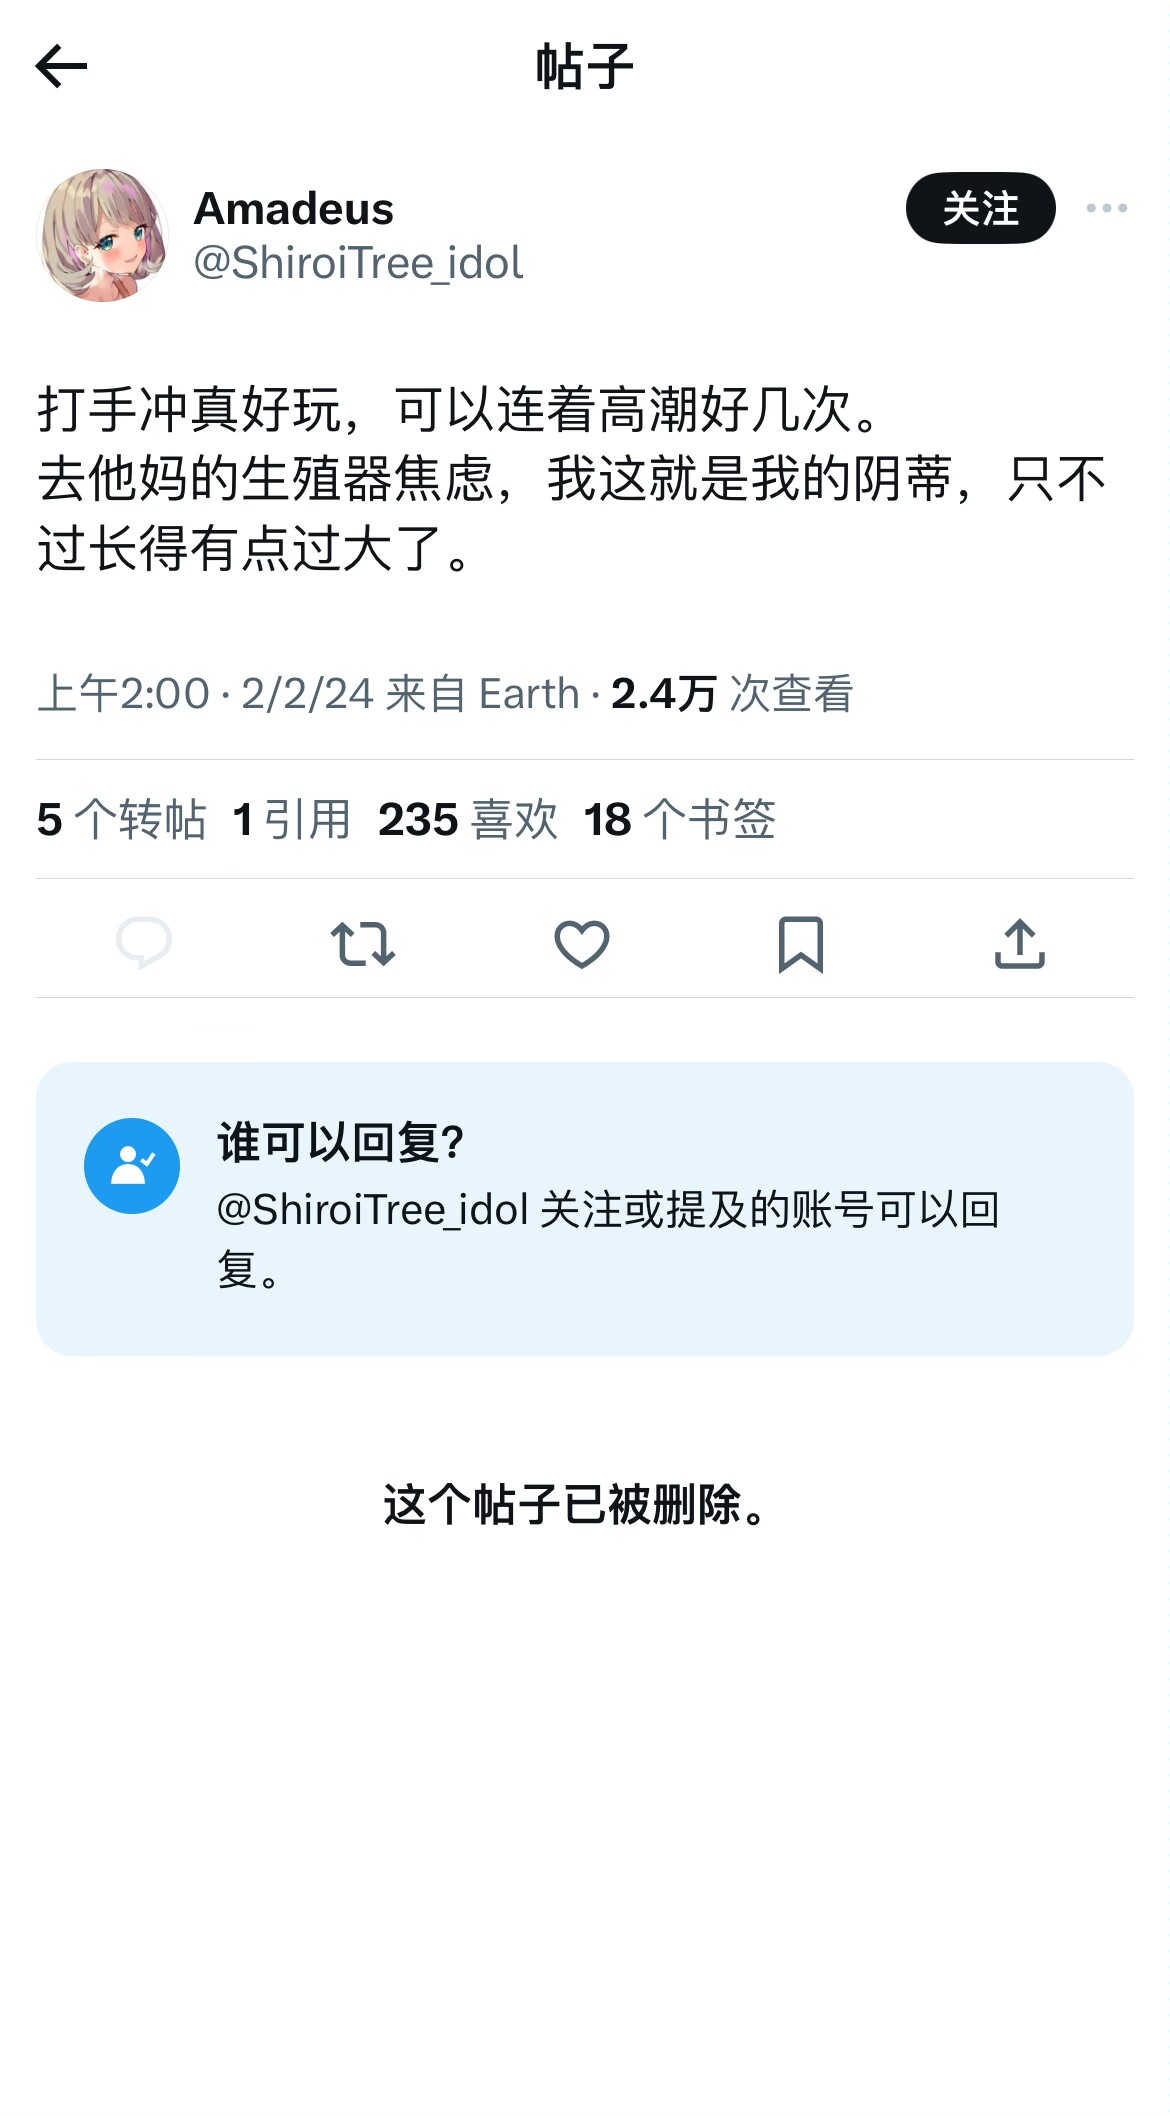 帖子
Amadeus
关注
@ShiroiTree_idol
打手冲真好玩，可以连着高潮好几次。
去他妈的生殖器焦虑，我这就是我的阴蒂，只不
过长得有点过大了。
上午2:00 · 2/2/24 来自 Earth · 2.4万 次查看
5 个转帖 1 引用 235 喜欢 18 个书签
谁可以回复?
@ShiroiTree_idol 关注或提及的账号可以回
复。
这个帖子已被删除。